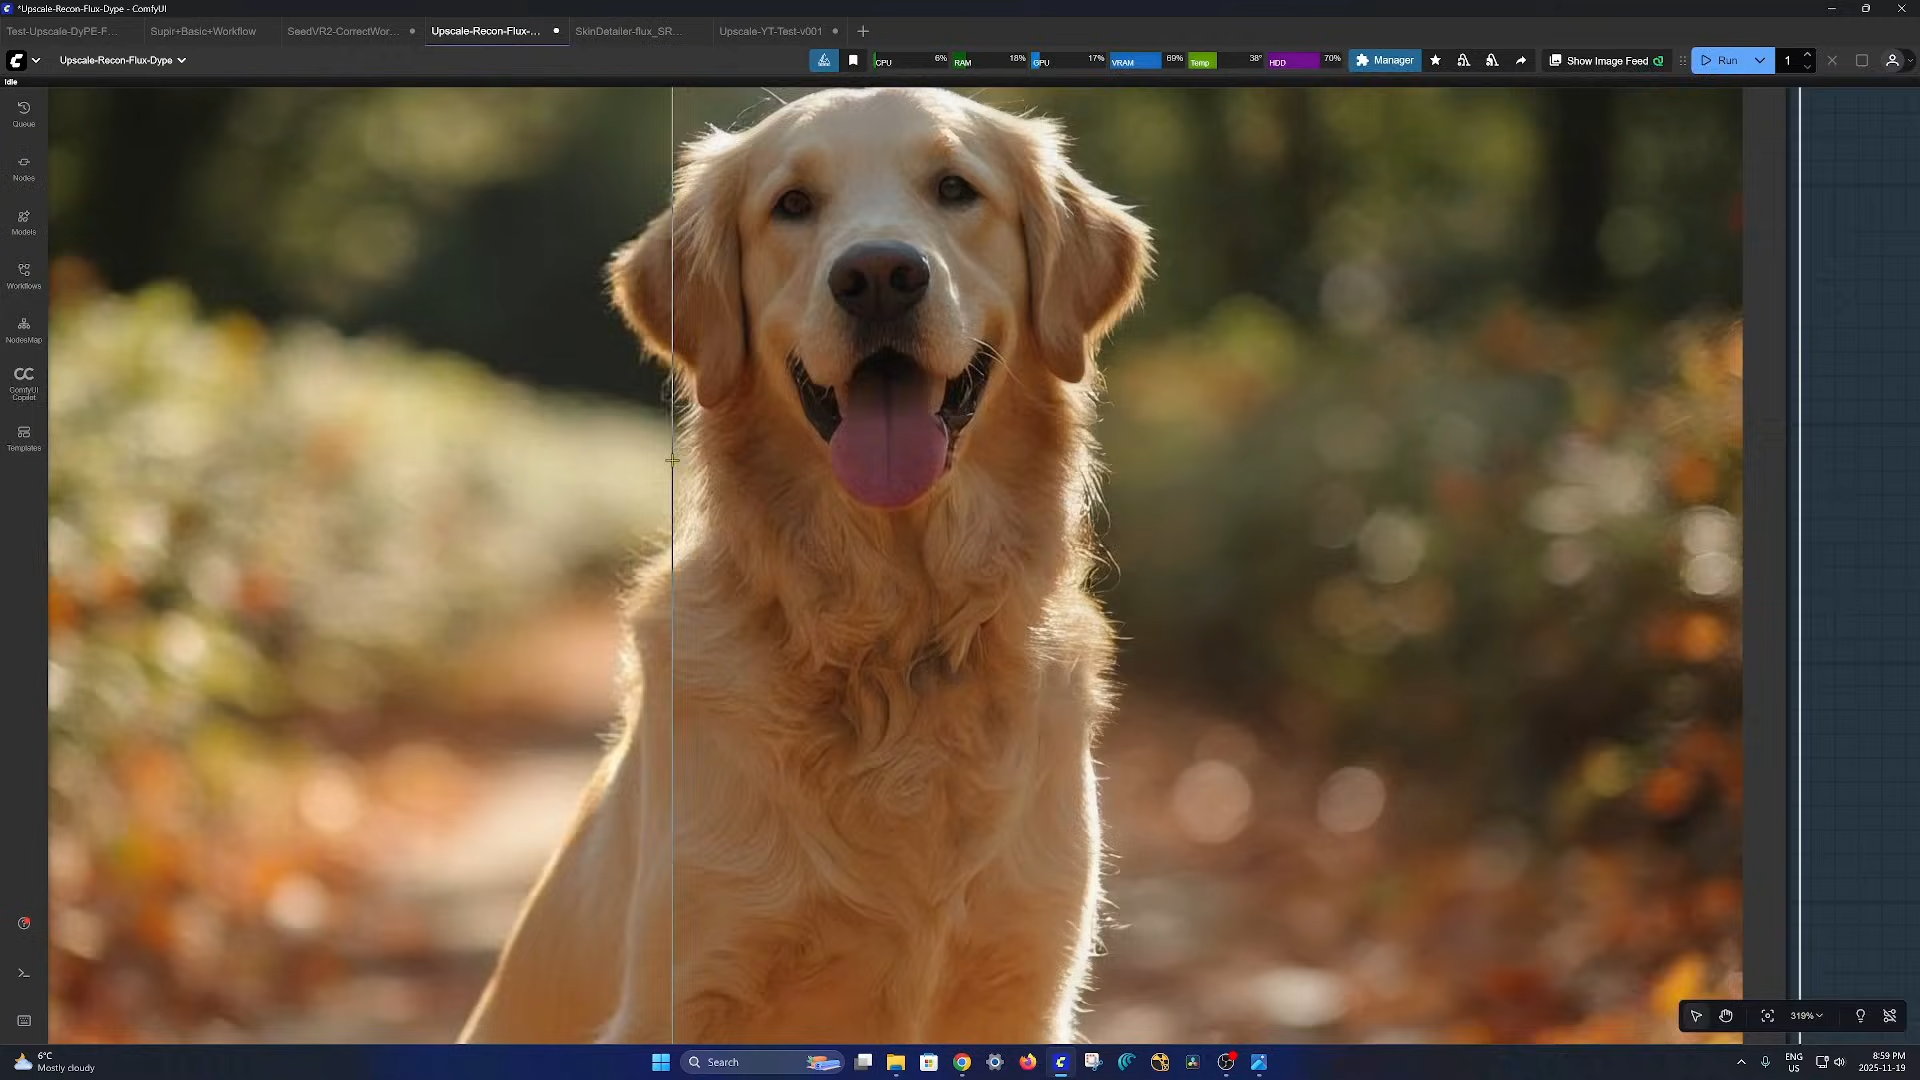 *Upscale-Recon-Flux-Dype - ComfyUI
Test-Upscale-DyPE-F...
Supir+Basic+Workflow
SeedVR2-CorrectWor...
Upscale-Recon-Flux-...
SkinDetailer-flux_SR...
Upscale-YT-Test-v001
Upscale-Recon-Flux-Dype
CPU 6%
RAM 18%
GPU 17%
VRAM 69%
Temp 38°
HDD 70%
Manager
Show Image Feed
Run
1
Idle
Queue
Nodes
Models
Workflows
NodesMap
ComfyUI
Copilot
Templates
319%
6°C
Mostly cloudy
Search
ENG
US
8:59 PM
2025-11-19